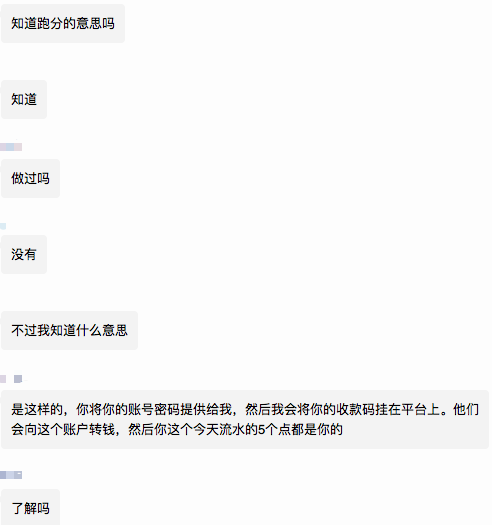 知道跑分的意思吗
知道
做过吗
没有
不过我知道什么意思
是这样的，你将你的账号密码提供给我，然后我会将你的收款码挂在平台上。他们
会向这个账户转钱，然后你这个今天流水的5个点都是你的
了解吗